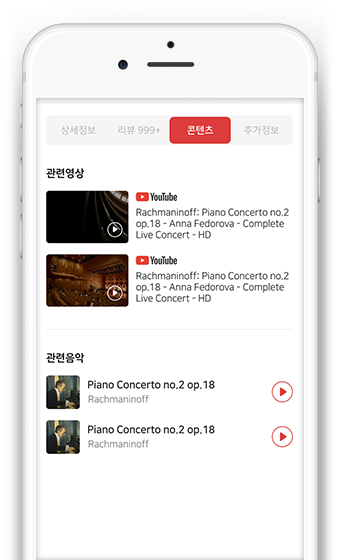 상세정보 리뷰 999+ 콘텐츠 추가정보
관련영상
YouTube
Rachmaninoff: Piano Concerto no.2
op.18 - Anna Fedorova - Complete
Live Concert - HD
YouTube
Rachmaninoff: Piano Concerto no.2
op.18 - Anna Fedorova - Complete
Live Concert - HD
관련음악
Piano Concerto no.2 op.18
Rachmaninoff
Piano Concerto no.2 op.18
Rachmaninoff